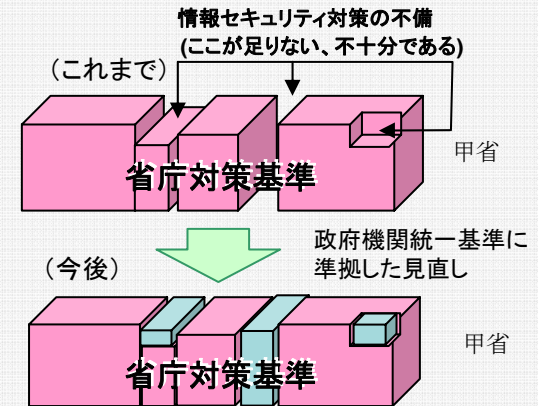 情報セキュリティ対策の不備
(ここが足りない、不十分である)
（これまで）
甲省
省庁対策基準
政府機関統一基準に
準拠した見直し
（今後）
甲省
省庁対策基準